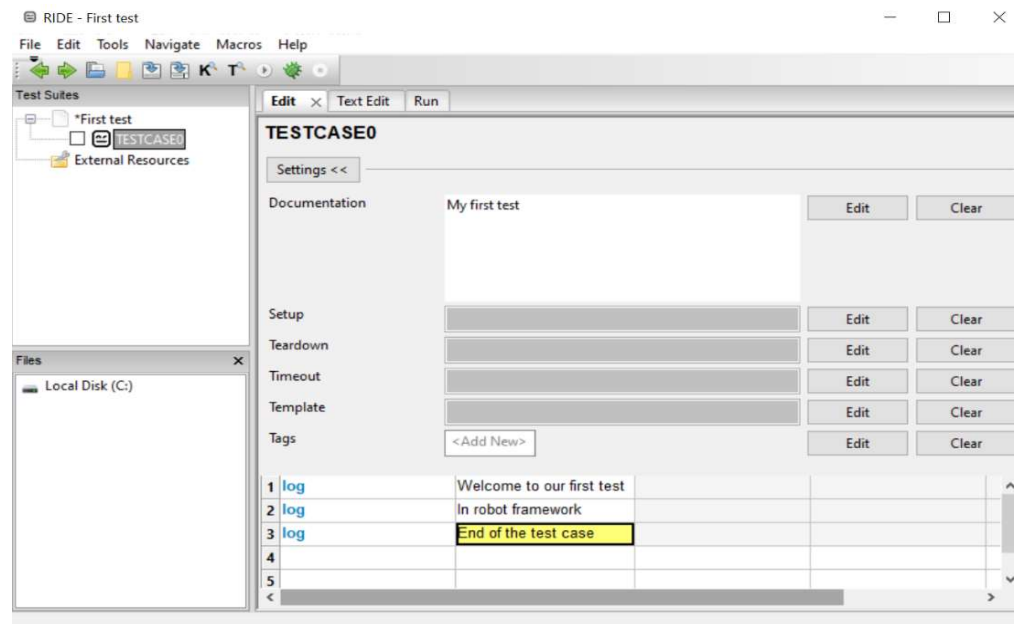 RIDE - First test
File Edit Tools Navigate Macros Help
K T
Test Suites
*First test
TESTCASE0
External Resources
Files
Local Disk (C:)
Edit Text Edit Run
TESTCASE0
Settings <<
Documentation My first test Edit Clear
Setup Edit Clear
Teardown Edit Clear
Timeout Edit Clear
Template Edit Clear
Tags <Add New> Edit Clear
1 log Welcome to our first test
2 log In robot framework
3 log End of the test case
4
5